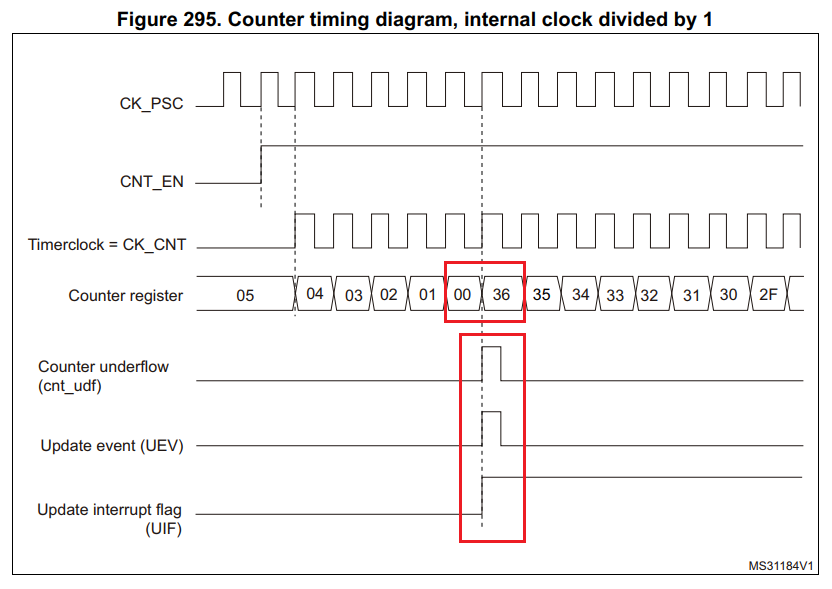 Figure 295. Counter timing diagram, internal clock divided by 1
CK_PSC
CNT_EN
Timerclock = CK_CNT
Counter register 05 04 03 02 01 00 36 35 34 33 32 31 30 2F
Counter underflow
(cnt_udf)
Update event (UEV)
Update interrupt flag
(UIF)
MS31184V1